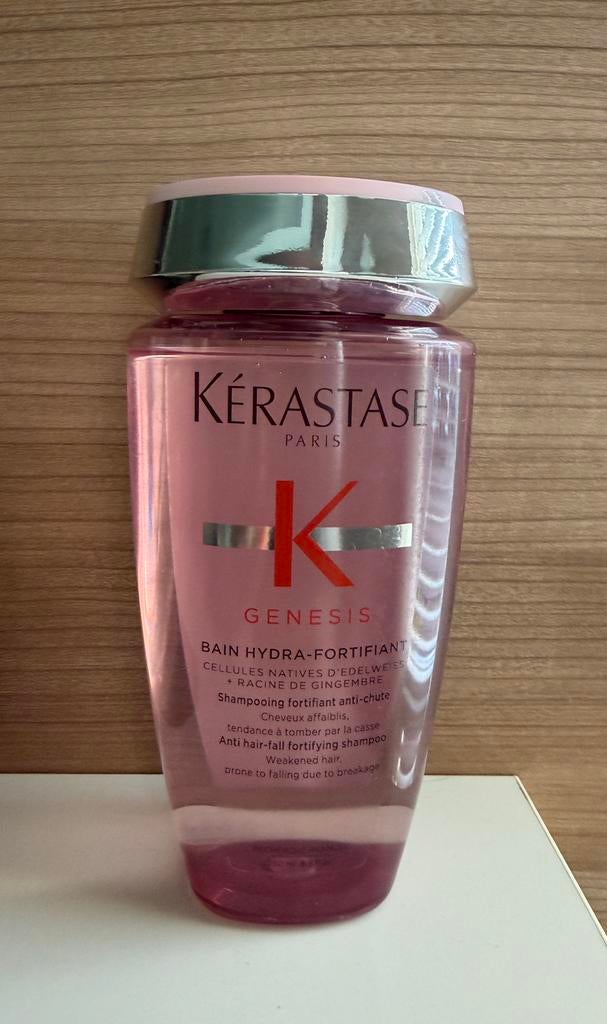 KÉRASTASE
PARIS
K
GENESIS
BAIN HYDRA-FORTIFIANT
CELLULES NATIVES D'EDELWEISS
+ RACINE DE GINGEMBRE
Shampooing fortifiant anti-chute
Cheveux affaiblis,
tendance à tomber par la casse
Anti hair-fall fortifying shampoo
Weakened hair,
prone to falling due to breakage